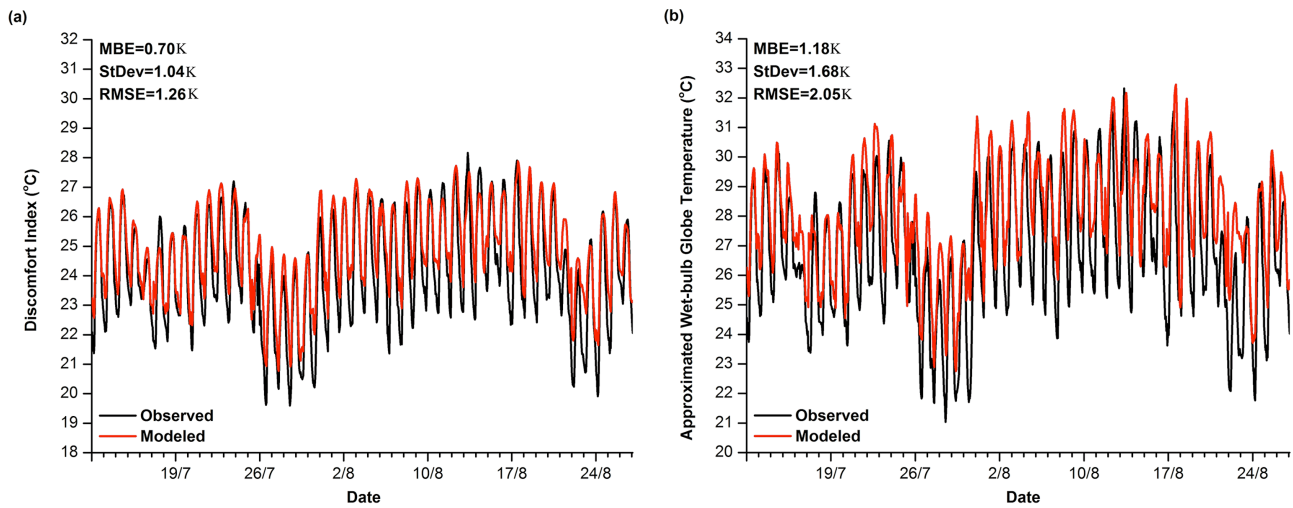 (a)
32
31
30
29
28
27
26
25
24
23
22
21
20
19
18
Discomfort Index (°C)
MBE=0.70K
StDev=1.04K
RMSE=1.26K
Observed
Modeled
19/7 26/7 2/8 10/8 17/8 24/8
Date
(b)
34
33
32
31
30
29
28
27
26
25
24
23
22
21
20
Approximated Wet-bulb Globe Temperature (°C)
MBE=1.18K
StDev=1.68K
RMSE=2.05K
Observed
Modeled
19/7 26/7 2/8 10/8 17/8 24/8
Date